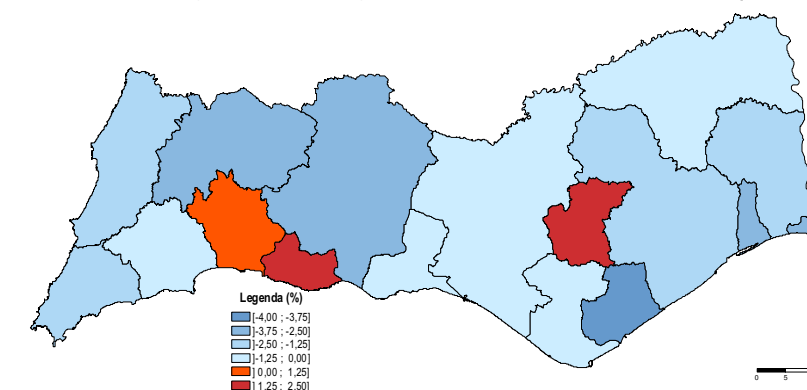 Legenda (%)
]-4,00 ; -3,75]
]-3,75 ; -2,50]
]-2,50 ; -1,25]
]-1,25 ; 0,00]
] 0,00 ; 1,25]
] 1,25 ; 2,50]
0 5